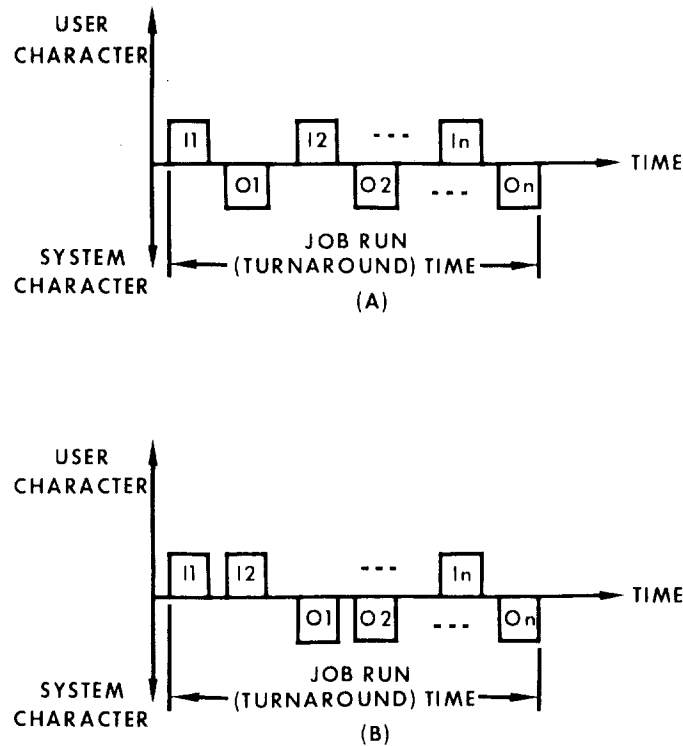 USER
CHARACTER
I1
I2
- - -
In
TIME
O1
O2
- - -
On
SYSTEM
CHARACTER
JOB RUN
(TURNAROUND) TIME
(A)
USER
CHARACTER
I1
I2
- - -
In
TIME
O1
O2
- - -
On
SYSTEM
CHARACTER
JOB RUN
(TURNAROUND) TIME
(B)